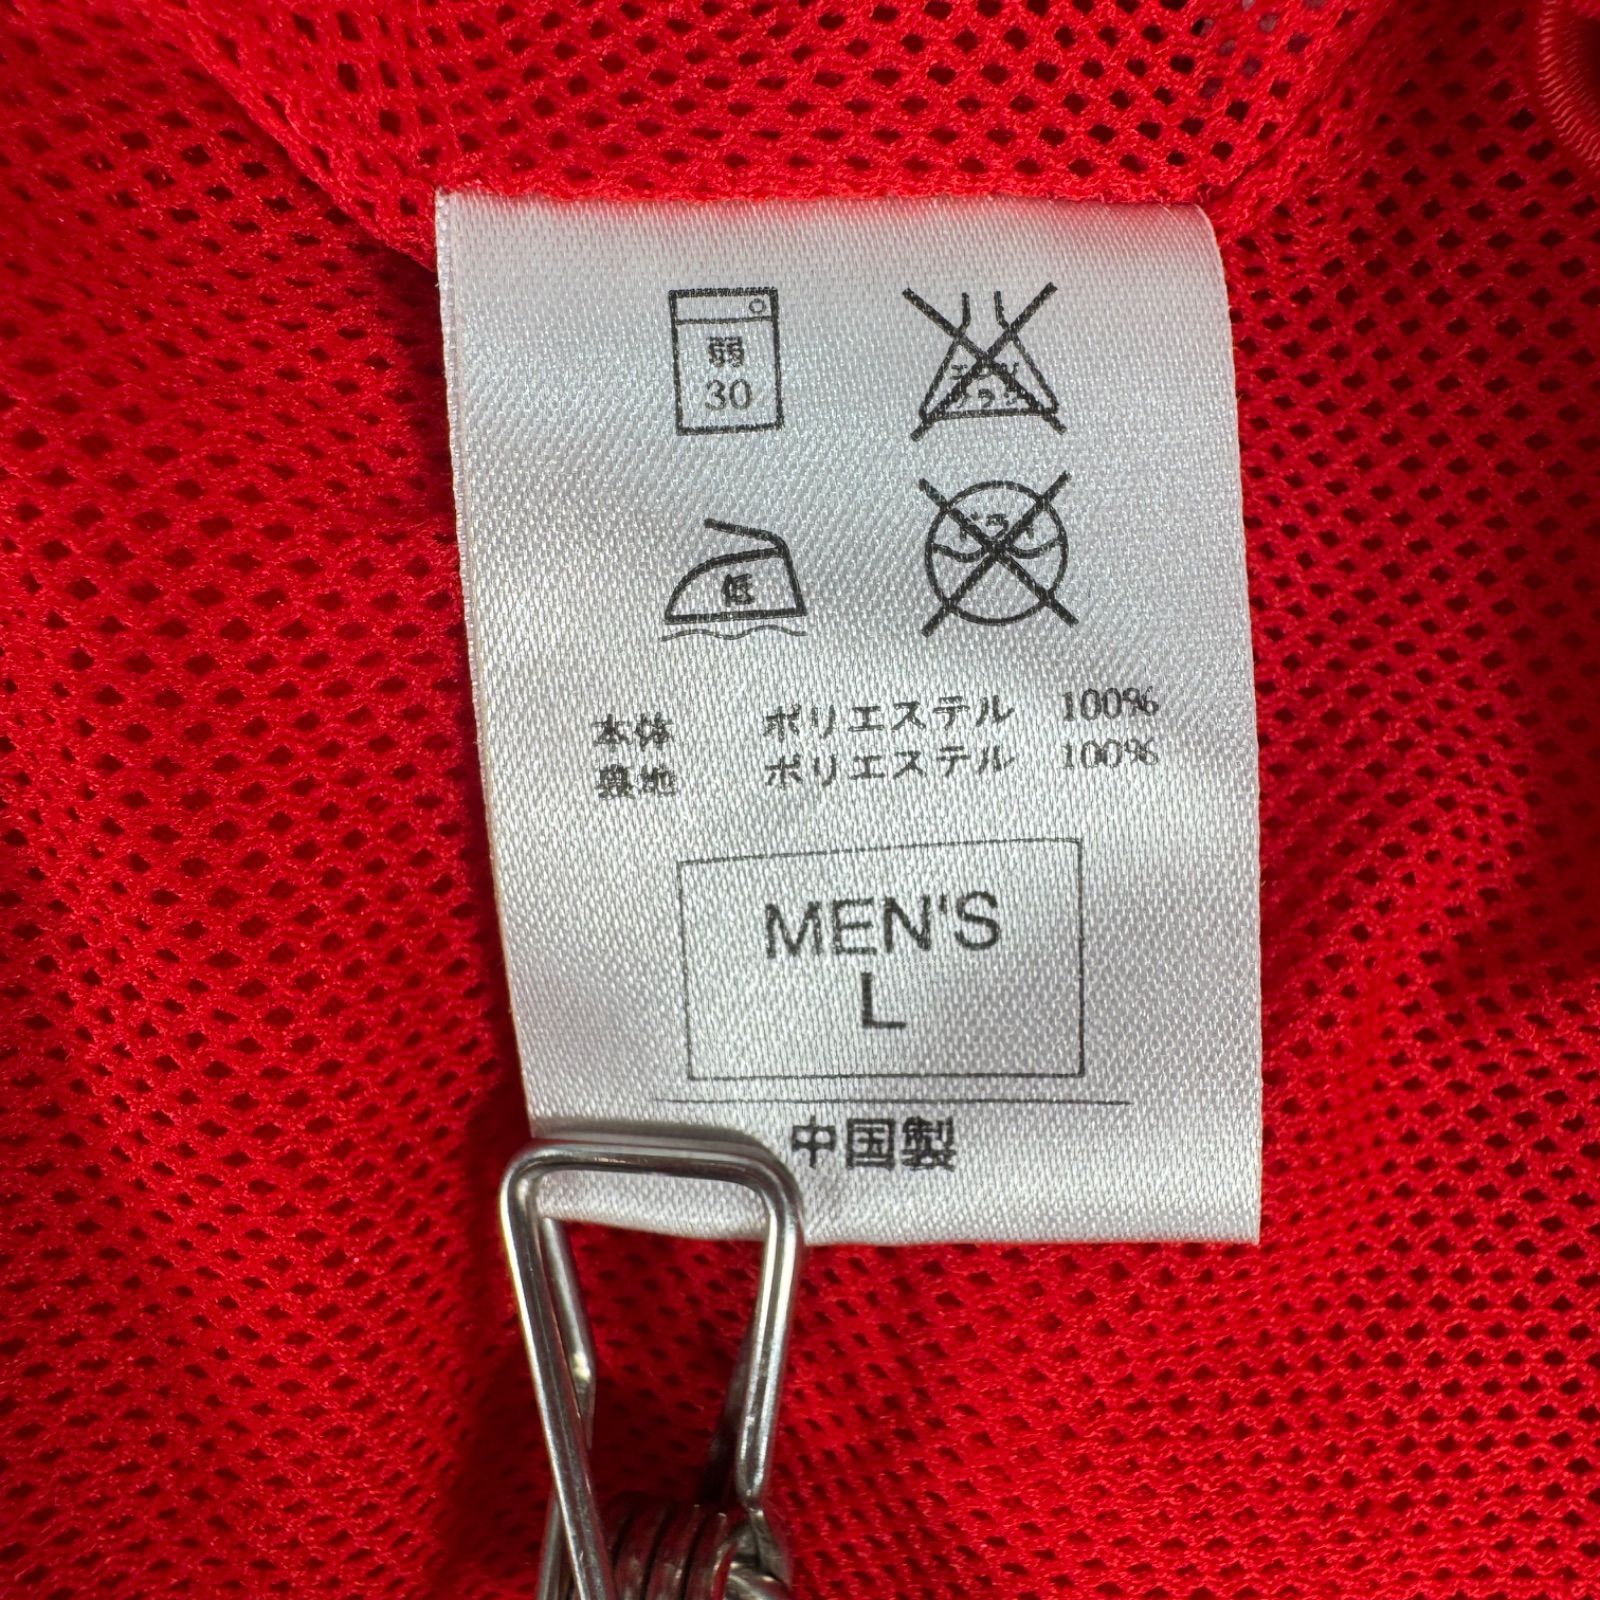 弱
30
エンソ
サラシ
低
ドライ
本体 ポリエステル 100%
裏地 ポリエステル 100%
MEN'S
L
中国製